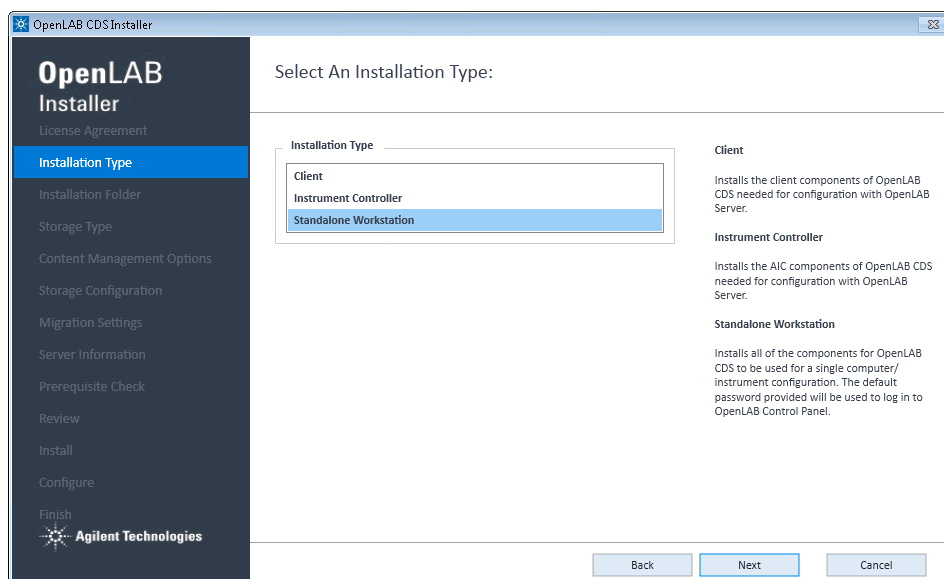 OpenLAB CDS Installer
OpenLAB
Installer
License Agreement
Installation Type
Installation Folder
Storage Type
Content Management Options
Storage Configuration
Migration Settings
Server Information
Prerequisite Check
Review
Install
Configure
Finish
Agilent Technologies
Select An Installation Type:
Installation Type
Client
Instrument Controller
Standalone Workstation
Client
Installs the client components of OpenLAB
CDS needed for configuration with OpenLAB
Server.
Instrument Controller
Installs the AIC components of OpenLAB CDS
needed for configuration with OpenLAB
Server.
Standalone Workstation
Installs all of the components for OpenLAB
CDS to be used for a single computer/
instrument configuration. The default
password provided will be used to log in to
OpenLAB Control Panel.
Back
Next
Cancel